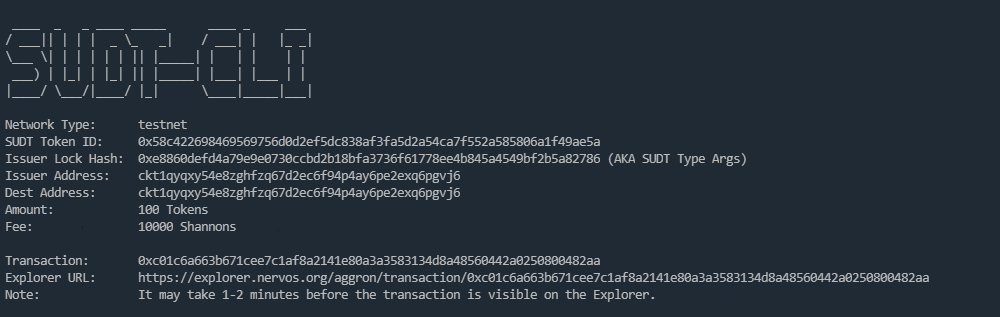 SUDT-CLI
Network Type: testnet
SUDT Token ID: 0x58c422698469569756d0d2ef5dc838af3fa5d2a54ca7f552a585806a1f49ae5a
Issuer Lock Hash: 0xe8860defd4a79e9e0730ccbd2b18bfa3736f61778ee4b845a4549bf2b5a82786 (AKA SUDT Type Args)
Issuer Address: ckt1qyqxy54e8zghfzq67d2ec6f94p4ay6pe2exq6pgvj6
Dest Address: ckt1qyqxy54e8zghfzq67d2ec6f94p4ay6pe2exq6pgvj6
Amount: 100 Tokens
Fee: 10000 Shannons
Transaction: 0xc01c6a663b671cee7c1af8a2141e80a3a3583134d8a48560442a0250800482aa
Explorer URL: https://explorer.nervos.org/aggron/transaction/0xc01c6a663b671cee7c1af8a2141e80a3a3583134d8a48560442a0250800482aa
Note: It may take 1-2 minutes before the transaction is visible on the Explorer.